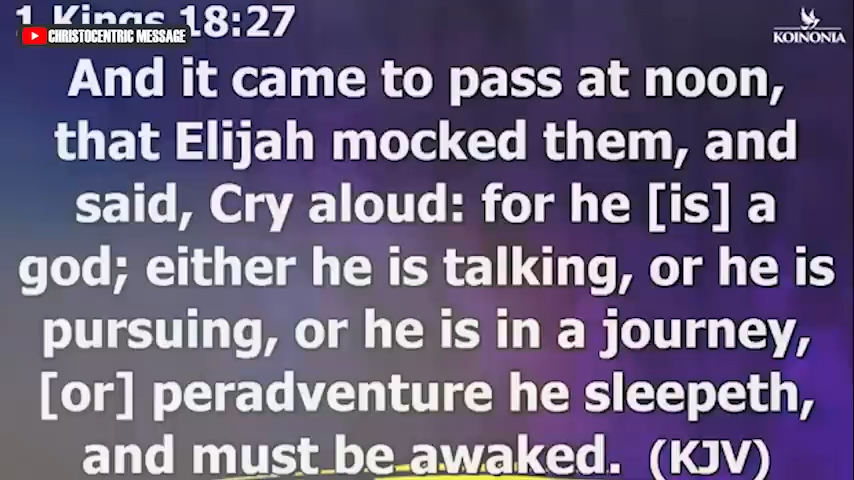 1 Kings 18:27
CHRISTOCENTRIC MESSAGE
KOINONIA
And it came to pass at noon,
that Elijah mocked them, and
said, Cry aloud: for he [is] a
god; either he is talking, or he is
pursuing, or he is in a journey,
[or] peradventure he sleepeth,
and must be awaked. (KJV)